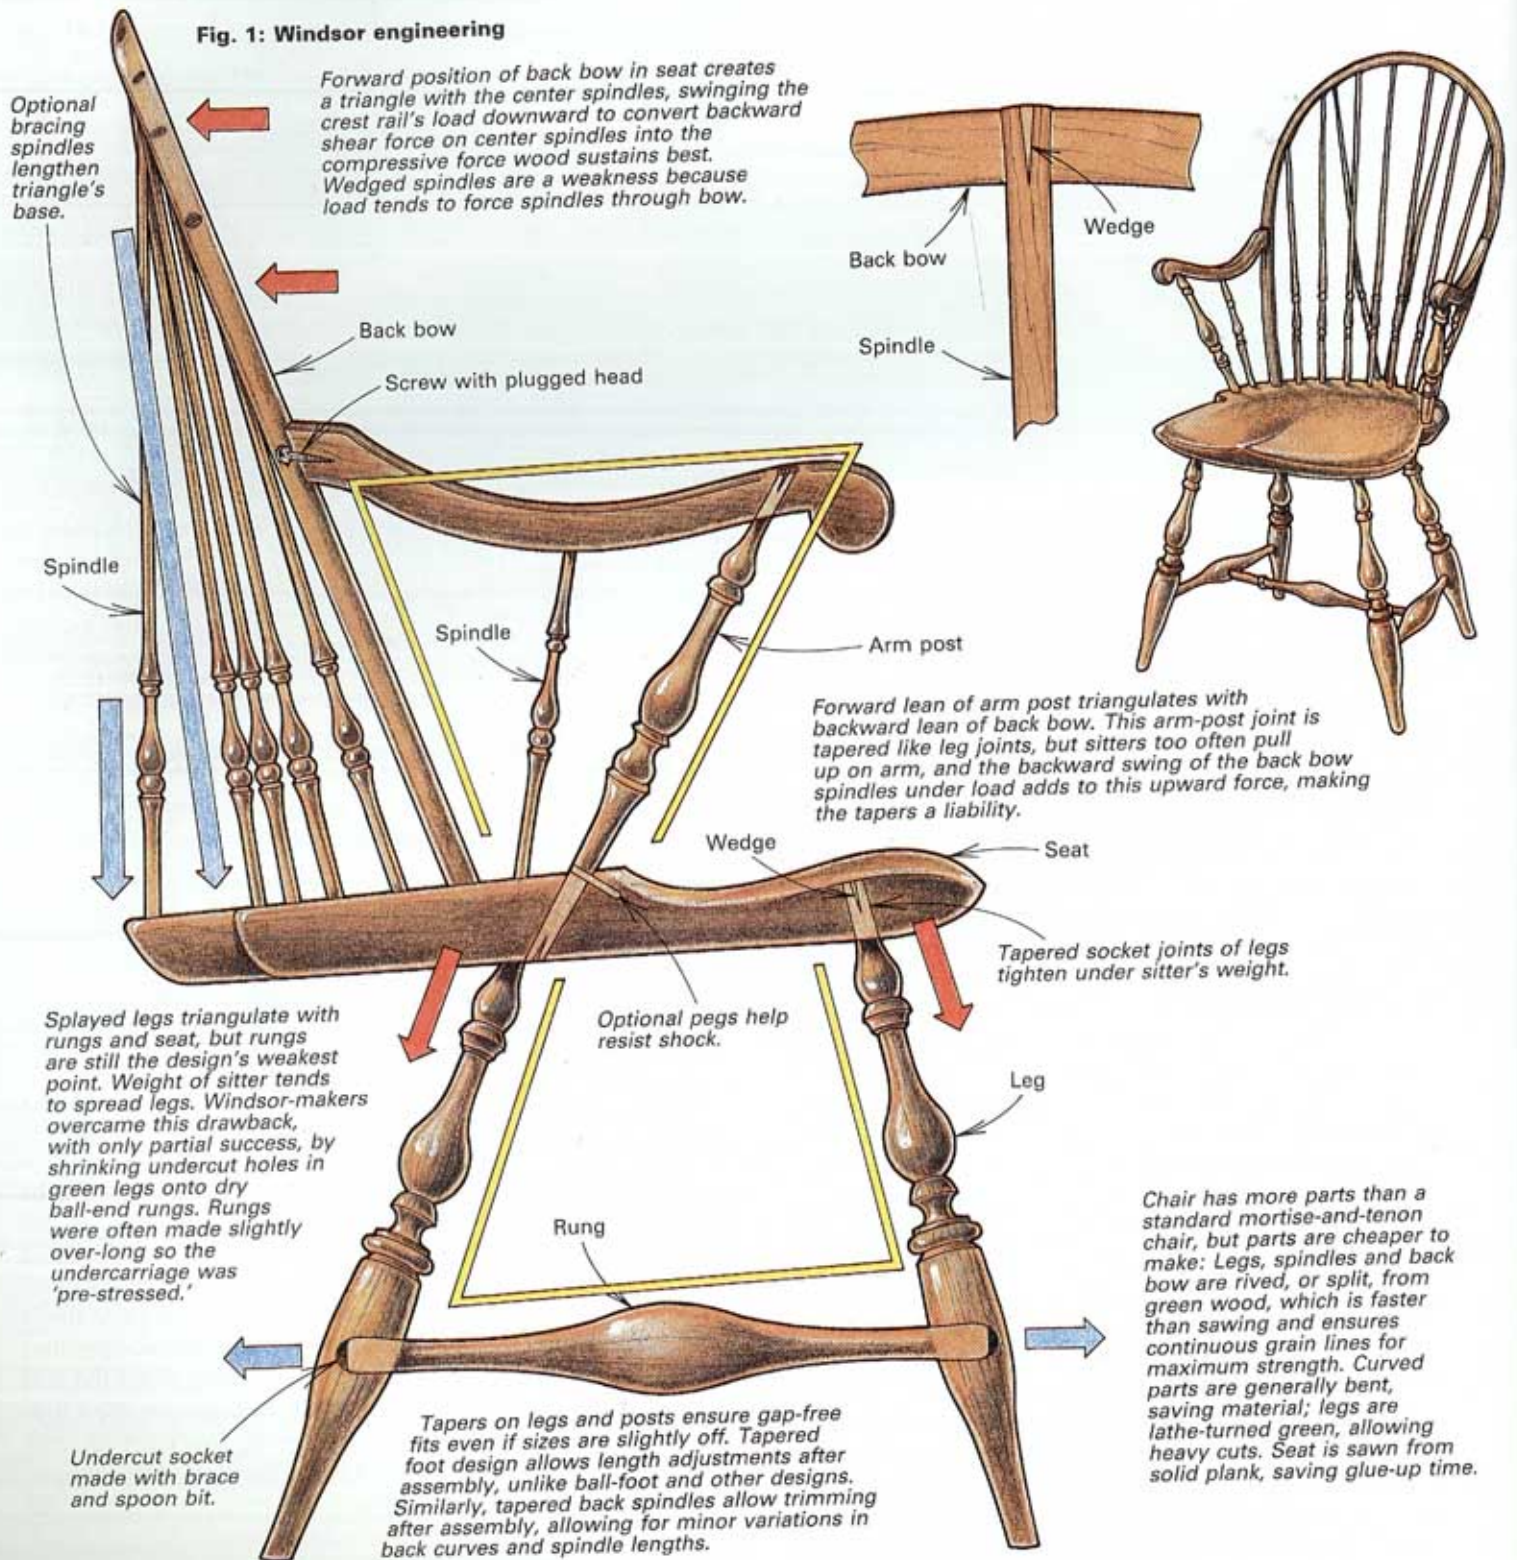 Fig. 1: Windsor engineering
Optional
bracing
spindles
lengthen
triangle's
base.
Forward position of back bow in seat creates
a triangle with the center spindles, swinging the
crest rail's load downward to convert backward
shear force on center spindles into the
compressive force wood sustains best.
Wedged spindles are a weakness because
load tends to force spindles through bow.
Wedge
Back bow
Spindle
Back bow
Screw with plugged head
Spindle
Spindle
Arm post
Forward lean of arm post triangulates with
backward lean of back bow. This arm-post joint is
tapered like leg joints, but sitters too often pull
up on arm, and the backward swing of the back bow
spindles under load adds to this upward force, making
the tapers a liability.
Wedge
Seat
Tapered socket joints of legs
tighten under sitter's weight.
Optional pegs help
resist shock.
Splayed legs triangulate with
rungs and seat, but rungs
are still the design's weakest
point. Weight of sitter tends
to spread legs. Windsor-makers
overcame this drawback,
with only partial success, by
shrinking undercut holes in
green legs onto dry
ball-end rungs. Rungs
were often made slightly
over-long so the
undercarriage was
'pre-stressed.'
Leg
Rung
Chair has more parts than a
standard mortise-and-tenon
chair, but parts are cheaper to
make: Legs, spindles and back
bow are rived, or split, from
green wood, which is faster
than sawing and ensures
continuous grain lines for
maximum strength. Curved
parts are generally bent,
saving material; legs are
lathe-turned green, allowing
heavy cuts. Seat is sawn from
solid plank, saving glue-up time.
Undercut socket
made with brace
and spoon bit.
Tapers on legs and posts ensure gap-free
fits even if sizes are slightly off. Tapered
foot design allows length adjustments after
assembly, unlike ball-foot and other designs.
Similarly, tapered back spindles allow trimming
after assembly, allowing for minor variations in
back curves and spindle lengths.